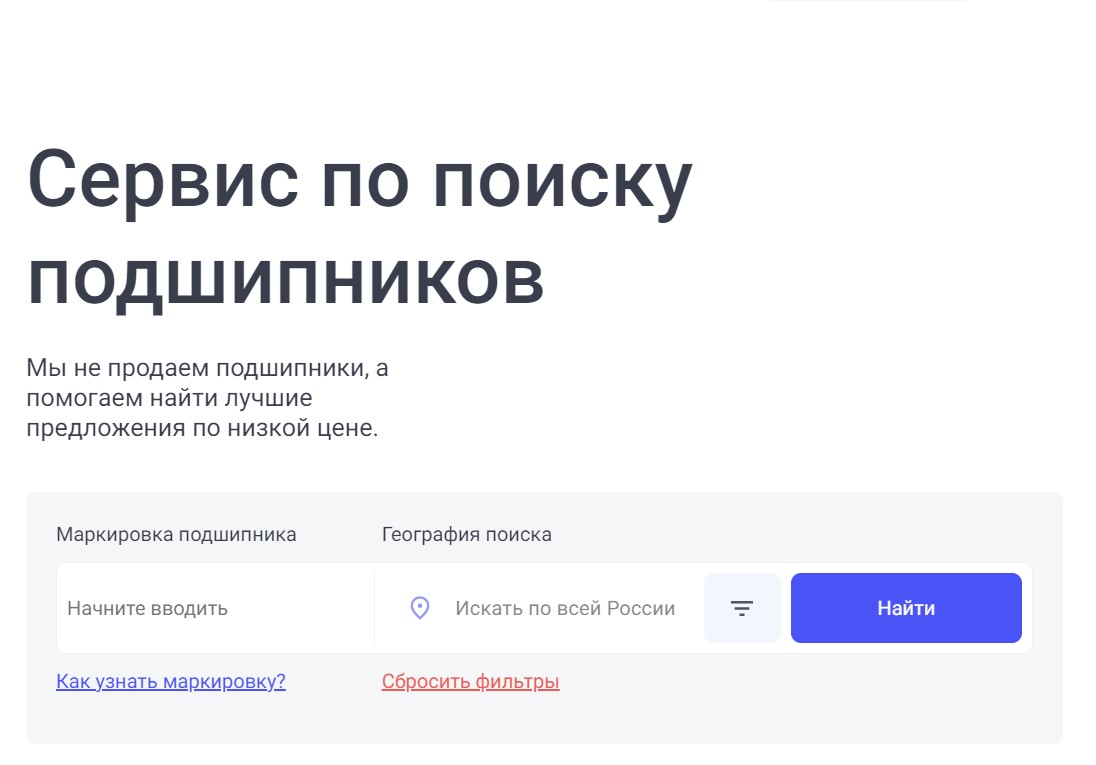 Сервис по поиску
подшипников
Мы не продаем подшипники, а
помогаем найти лучшие
предложения по низкой цене.
Маркировка подшипника
География поиска
Начните вводить
Искать по всей России
Найти
Как узнать маркировку?
Сбросить фильтры